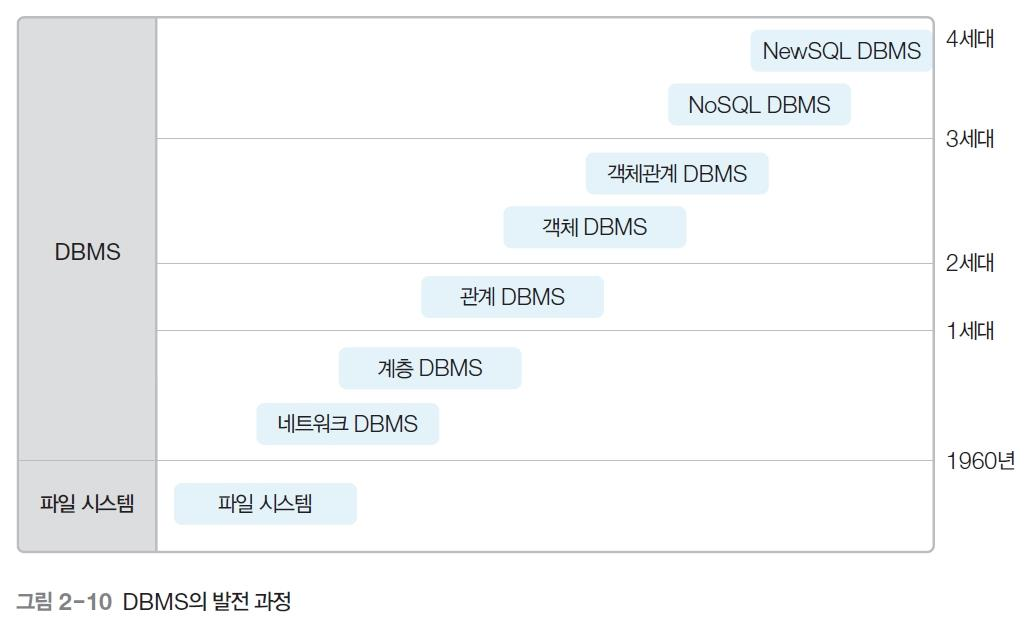 4세대
NewSQL DBMS
NoSQL DBMS
3세대
객체관계 DBMS
객체 DBMS
DBMS
2세대
관계 DBMS
1세대
계층 DBMS
네트워크 DBMS
1960년
파일 시스템
파일 시스템
그림 2-10 DBMS의 발전 과정